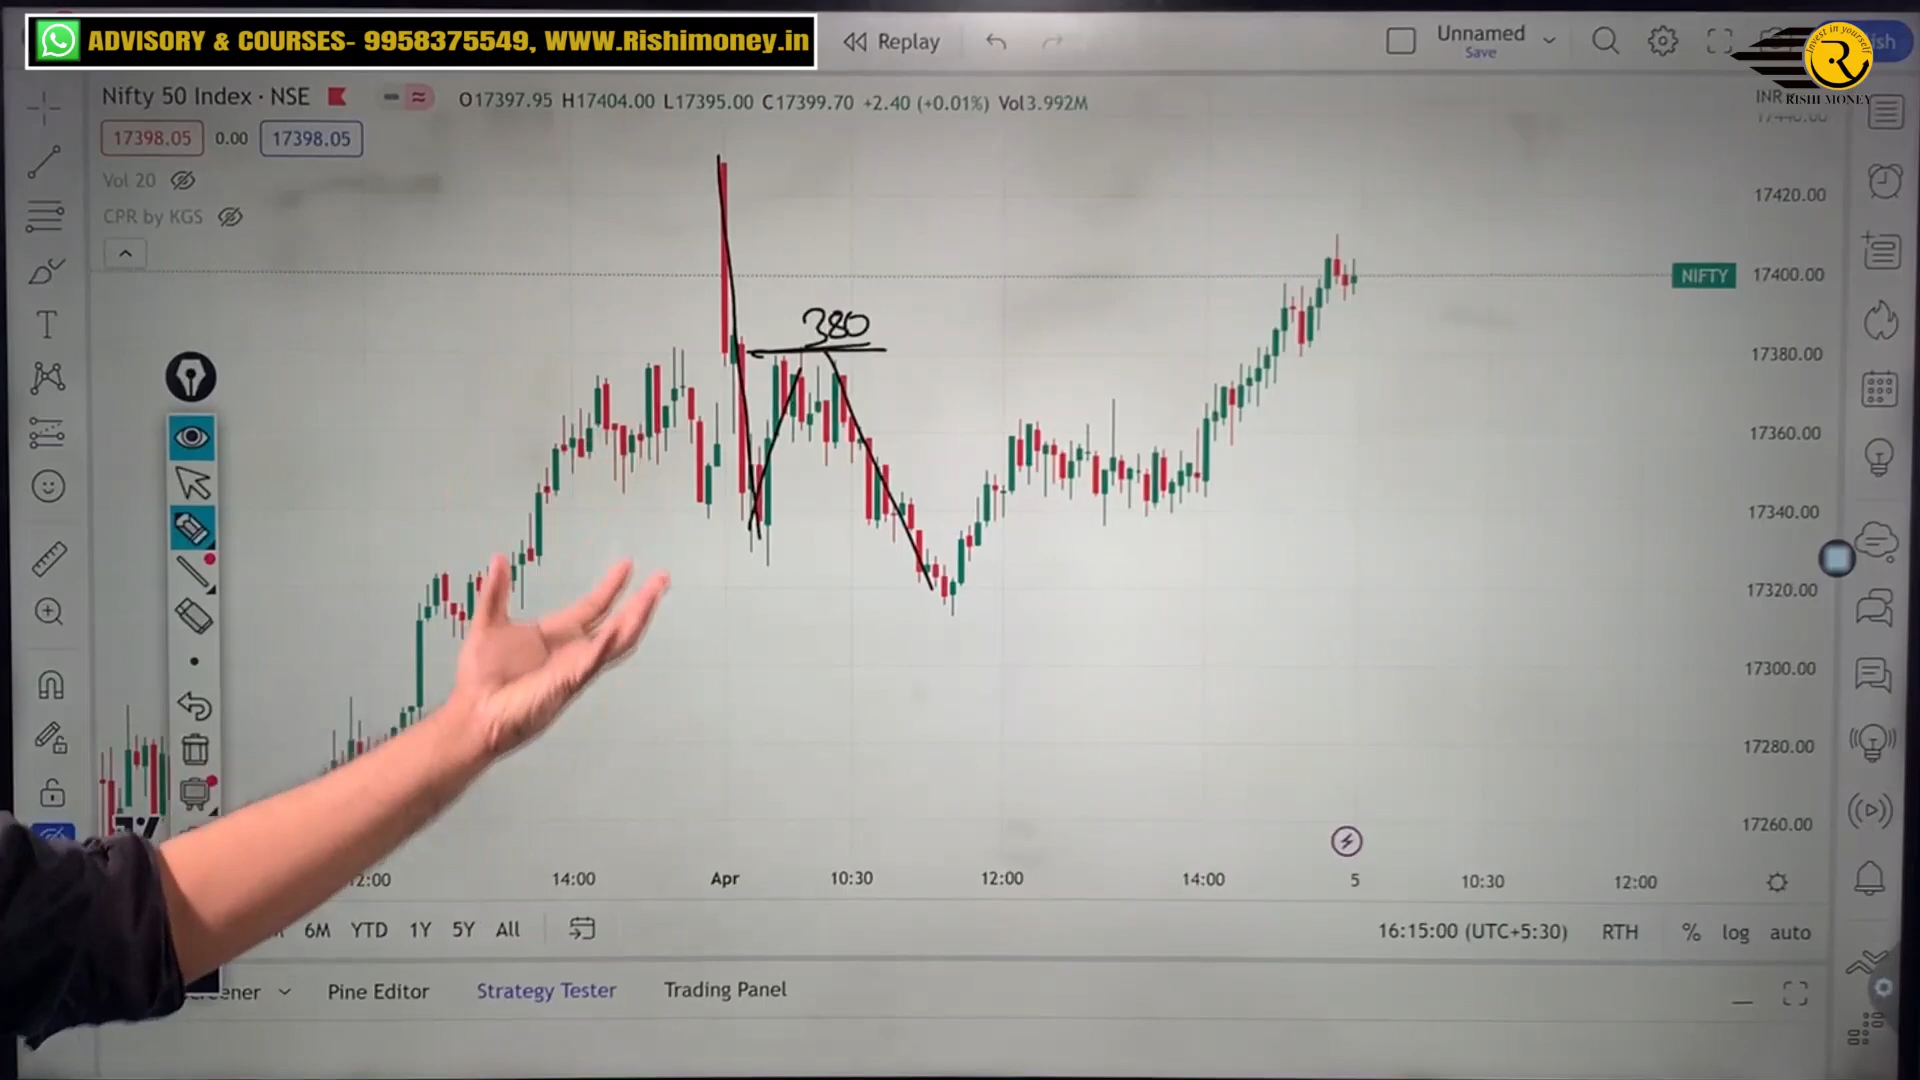 ADVISORY & COURSES- 9958375549, WWW.Rishimoney.in
Replay
Unnamed
Save
Invest in yourself
R
RISHI MONEY
Nifty 50 Index · NSE
O17397.95 H17404.00 L17395.00 C17399.70 +2.40 (+0.01%) Vol3.992M
INR
17398.05 0.00 17398.05
Vol 20
CPR by KGS
380
17440.00
17420.00
NIFTY 17400.00
17380.00
17360.00
17340.00
17320.00
17300.00
17280.00
17260.00
12:00 14:00 Apr 10:30 12:00 14:00 5 10:30 12:00
6M YTD 1Y 5Y All
16:15:00 (UTC+5:30) RTH % log auto
Pine Editor Strategy Tester Trading Panel